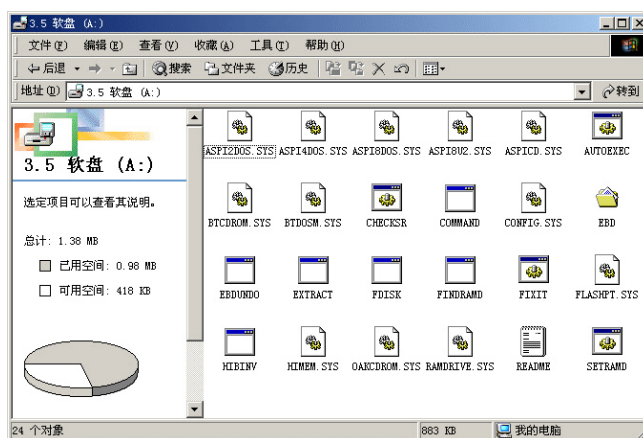 3.5 软盘 (A:)
文件(F) 编辑(E) 查看(V) 收藏(A) 工具(T) 帮助(H)
后退 搜索 文件夹 历史
地址(D) 3.5 软盘 (A:) 转到
3.5 软盘 (A:)
选定项目可以查看其说明。
总计: 1.38 MB
已用空间: 0.98 MB
可用空间: 418 KB
ASPI2DOS.SYS ASPI4DOS.SYS ASPI8DOS.SYS ASPI8U2.SYS ASPICD.SYS AUTOEXEC
BTCDROM.SYS BTDOSM.SYS CHECKSR COMMAND CONFIG.SYS EBD
EBDUNDO EXTRACT FDISK FINDRAMD FIXIT FLASHPT.SYS
HIBINV HIMEM.SYS OAKCDROM.SYS RAMDRIVE.SYS README SETRAMD
24 个对象 883 KB 我的电脑